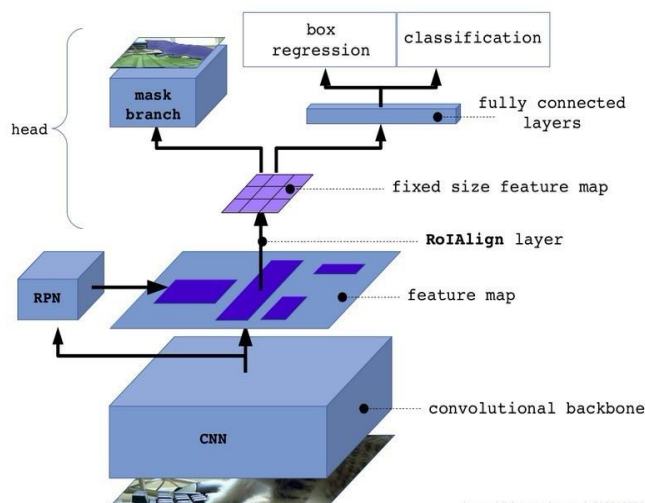 box
regression
classification
mask
branch
head
fully connected
layers
fixed size feature map
RoIAlign layer
RPN
feature map
convolutional backbone
CNN